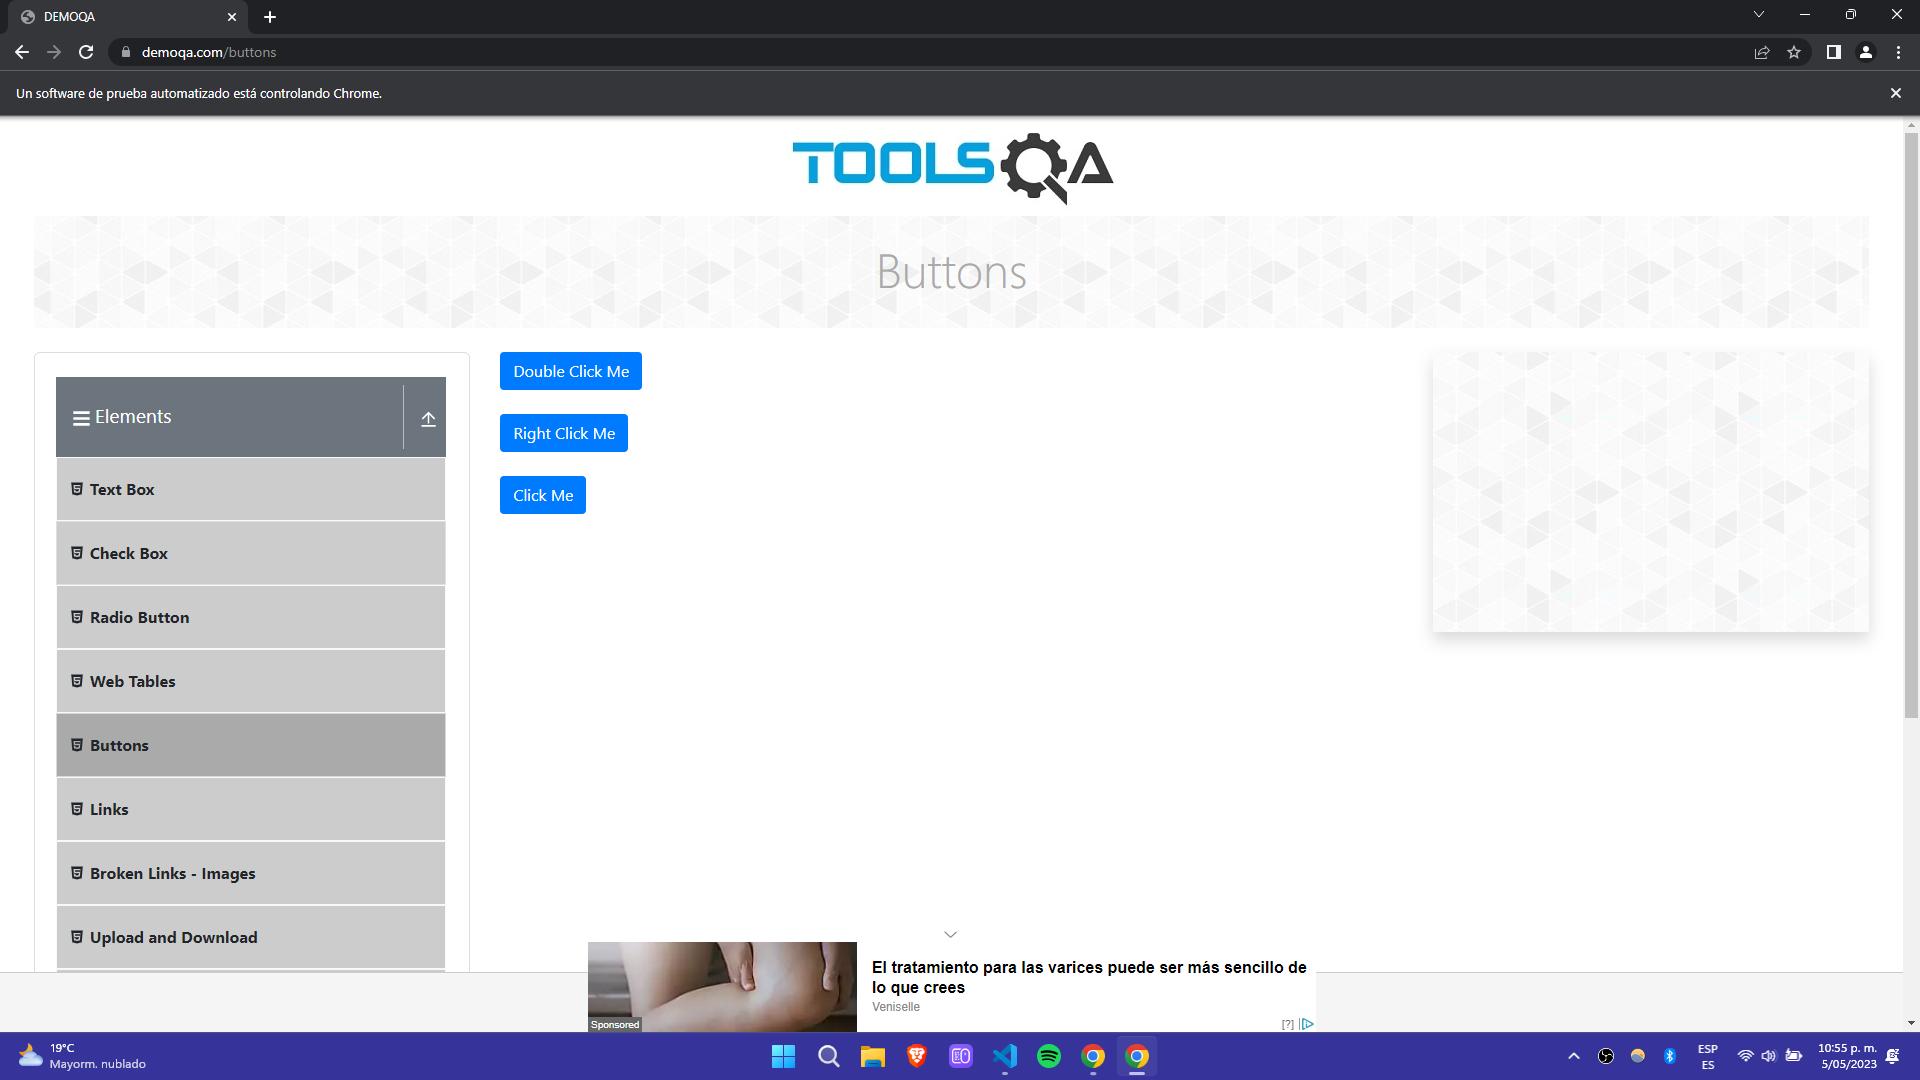 DEMOQA
demoqa.com/buttons
Un software de prueba automatizado está controlando Chrome.
TOOLSQA
Buttons
Elements
Text Box
Check Box
Radio Button
Web Tables
Buttons
Links
Broken Links - Images
Upload and Download
Double Click Me
Right Click Me
Click Me
El tratamiento para las varices puede ser más sencillo de
lo que crees
Veniselle
Sponsored
[?]
19°C
Mayorm. nublado
ESP
ES
10:55 p. m.
5/05/2023